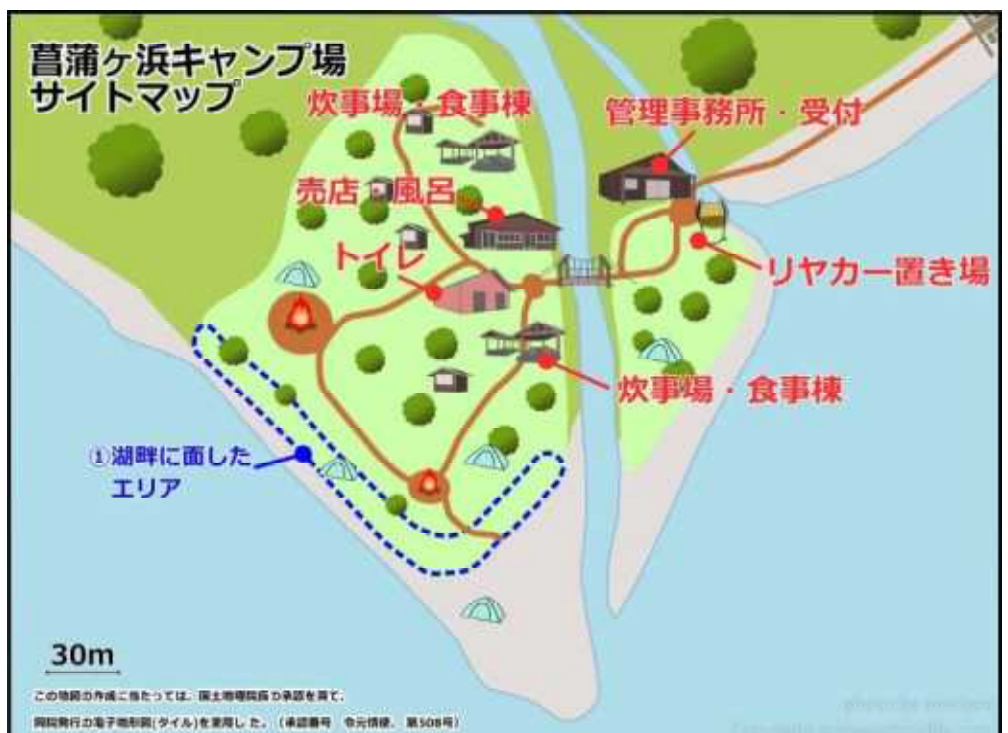 菖蒲ヶ浜キャンプ場
サイトマップ
炊事場・食事棟
管理事務所・受付
売店・風呂
トイレ
リヤカー置き場
炊事場・食事棟
①湖畔に面した
エリア
30m
この地図の作成に当たっては、国土地理院長の承認を得て、
同院発行の電子地形図(タイル)を使用した。(承認番号 令元情使、 第508号)